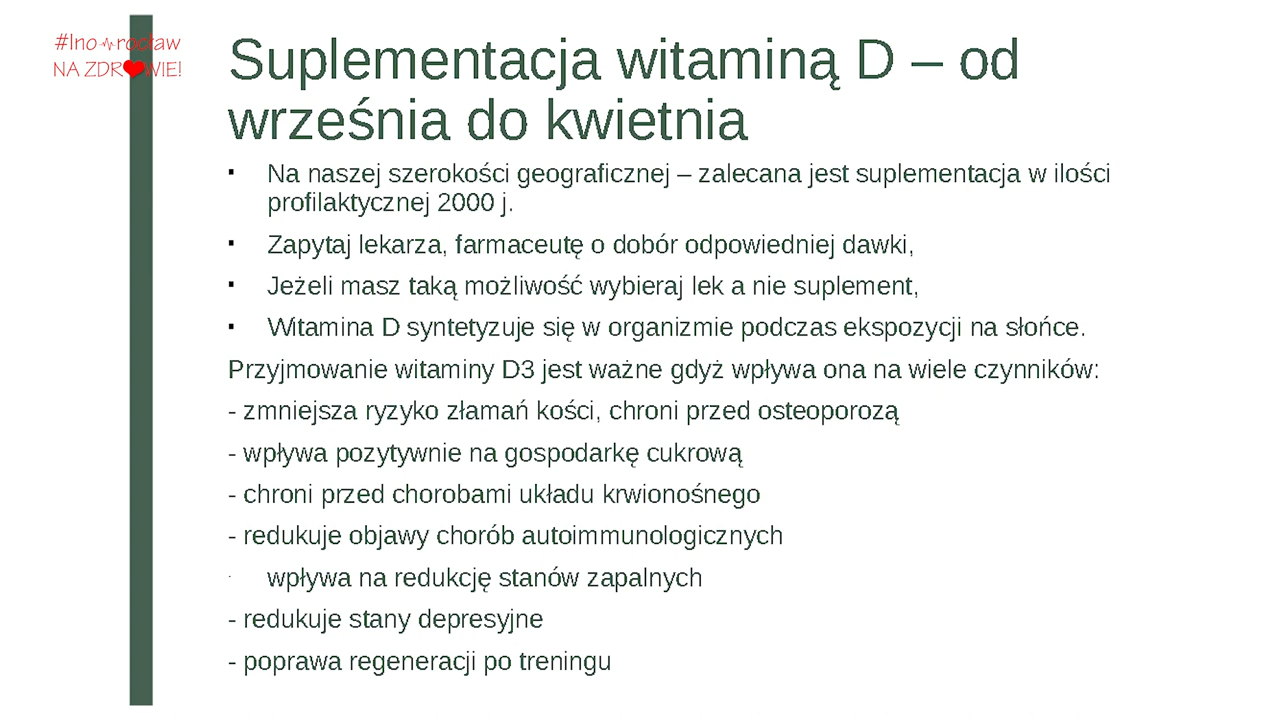 #Ino rocław
NA ZDR WIE!
Suplementacja witaminą D – od
września do kwietnia
▪ Na naszej szerokości geograficznej – zalecana jest suplementacja w ilości
profilaktycznej 2000 j.
▪ Zapytaj lekarza, farmaceutę o dobór odpowiedniej dawki,
▪ Jeżeli masz taką możliwość wybieraj lek a nie suplement,
▪ Witamina D syntetyzuje się w organizmie podczas ekspozycji na słońce.
Przyjmowanie witaminy D3 jest ważne gdyż wpływa ona na wiele czynników:
- zmniejsza ryzyko złamań kości, chroni przed osteoporozą
- wpływa pozytywnie na gospodarkę cukrową
- chroni przed chorobami układu krwionośnego
- redukuje objawy chorób autoimmunologicznych
· wpływa na redukcję stanów zapalnych
- redukuje stany depresyjne
- poprawa regeneracji po treningu